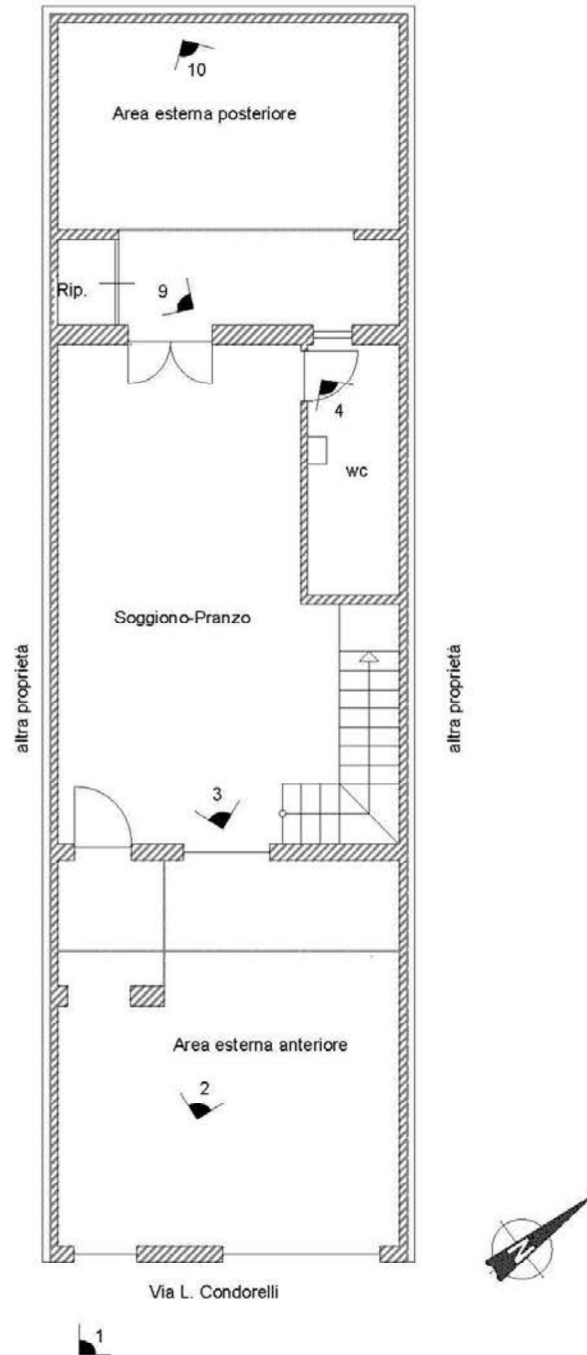 10
Area esterna posteriore
Rip.
9
4
wc
Soggiono-Pranzo
altra proprietà
altra proprietà
3
Area esterna anteriore
2
N
Via L. Condorelli
1